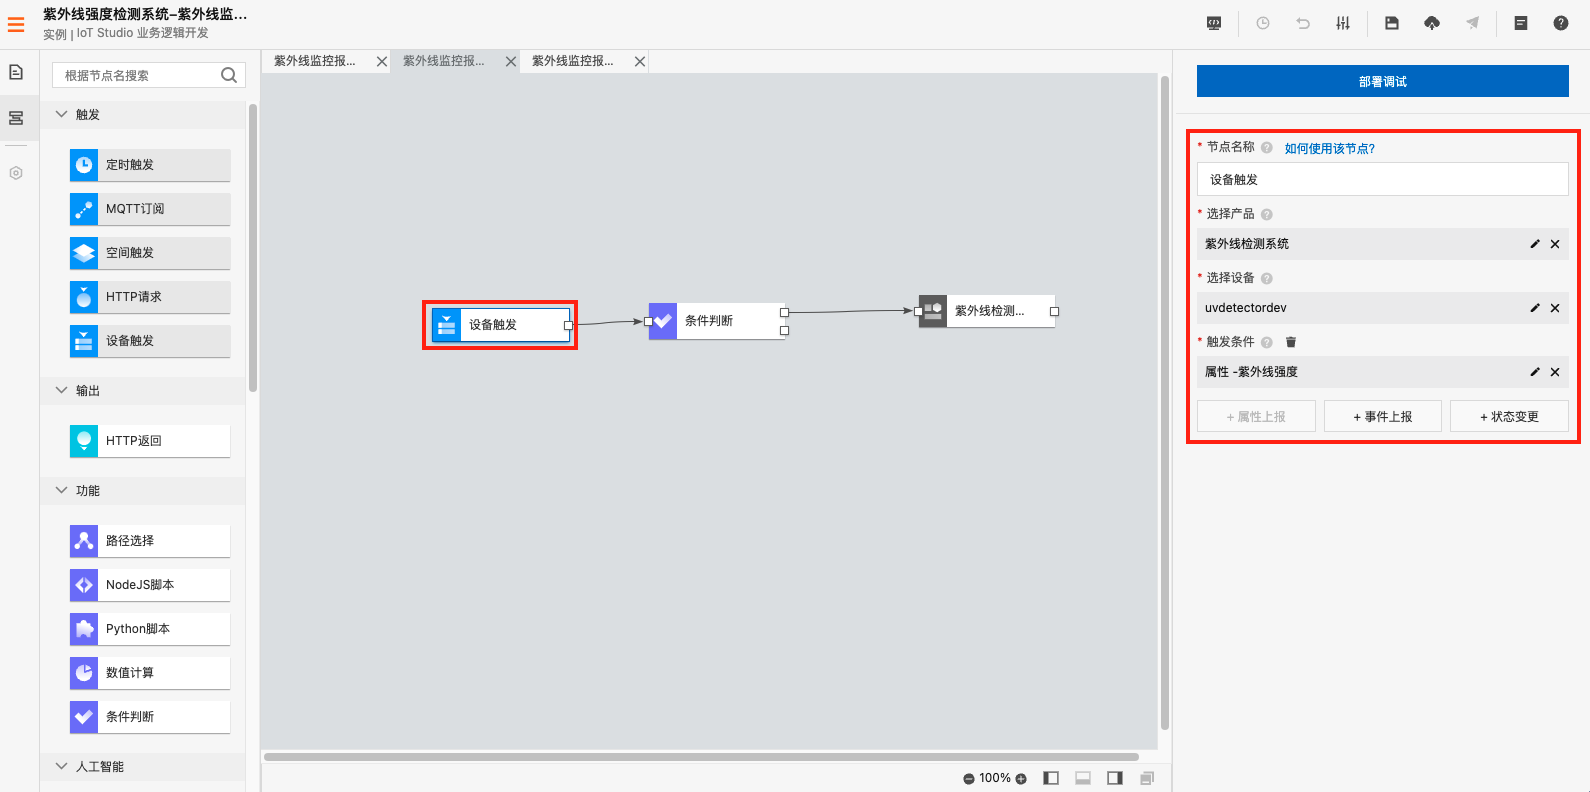 紫外线强度检测系统–紫外线监...
实例 | IoT Studio 业务逻辑开发
根据节点名搜索
触发
定时触发
MQTT订阅
空间触发
HTTP请求
设备触发
输出
HTTP返回
功能
路径选择
NodeJS脚本
Python脚本
数值计算
条件判断
人工智能
紫外线监控报...
紫外线监控报...
紫外线监控报...
设备触发
条件判断
紫外线检测...
100%
部署调试
* 节点名称 ? 如何使用该节点?
设备触发
* 选择产品 ?
紫外线检测系统
* 选择设备 ?
uvdetectordev
* 触发条件 ?
属性 -紫外线强度
+ 属性上报
+ 事件上报
+ 状态变更